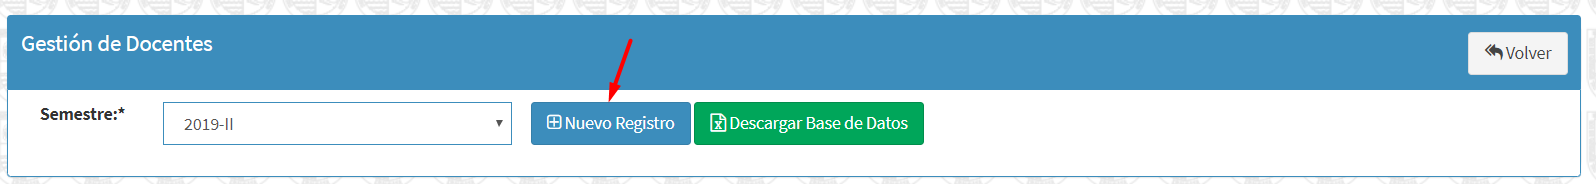 Gestión de Docentes
Volver
Semestre:*
2019-II
Nuevo Registro
Descargar Base de Datos